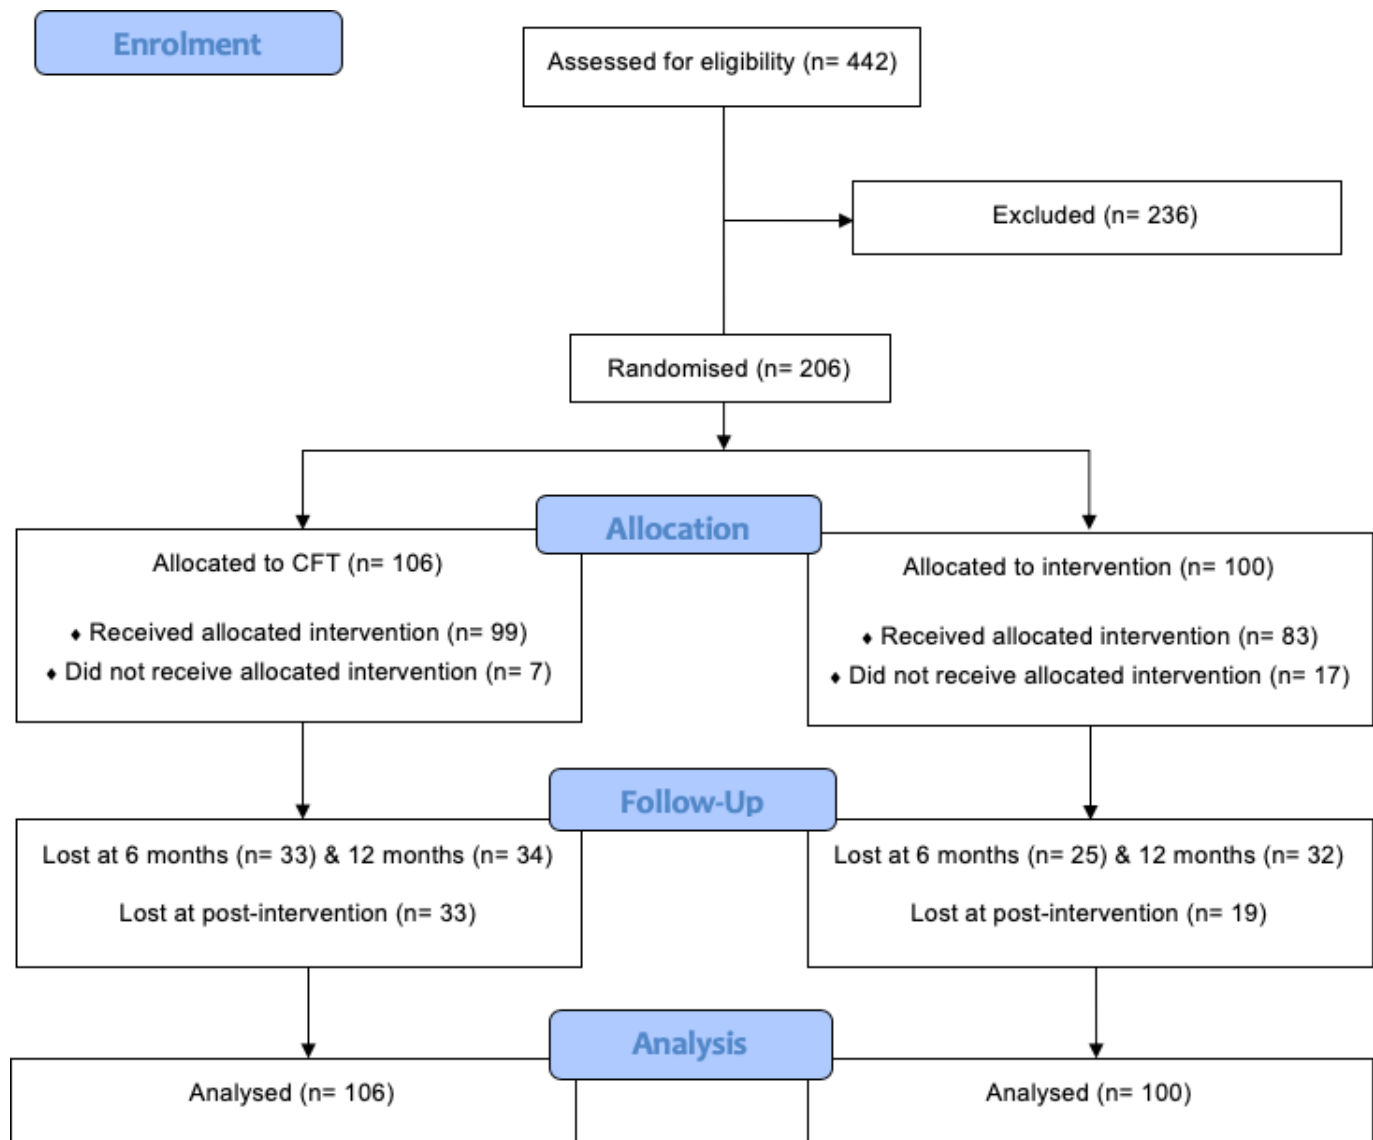 Enrolment
Assessed for eligibility (n= 442)
Excluded (n= 236)
Randomised (n= 206)
Allocation
Allocated to CFT (n= 106)
♦ Received allocated intervention (n= 99)
♦ Did not receive allocated intervention (n= 7)
Allocated to intervention (n= 100)
♦ Received allocated intervention (n= 83)
♦ Did not receive allocated intervention (n= 17)
Follow-Up
Lost at 6 months (n= 33) & 12 months (n= 34)
Lost at post-intervention (n= 33)
Lost at 6 months (n= 25) & 12 months (n= 32)
Lost at post-intervention (n= 19)
Analysis
Analysed (n= 106)
Analysed (n= 100)